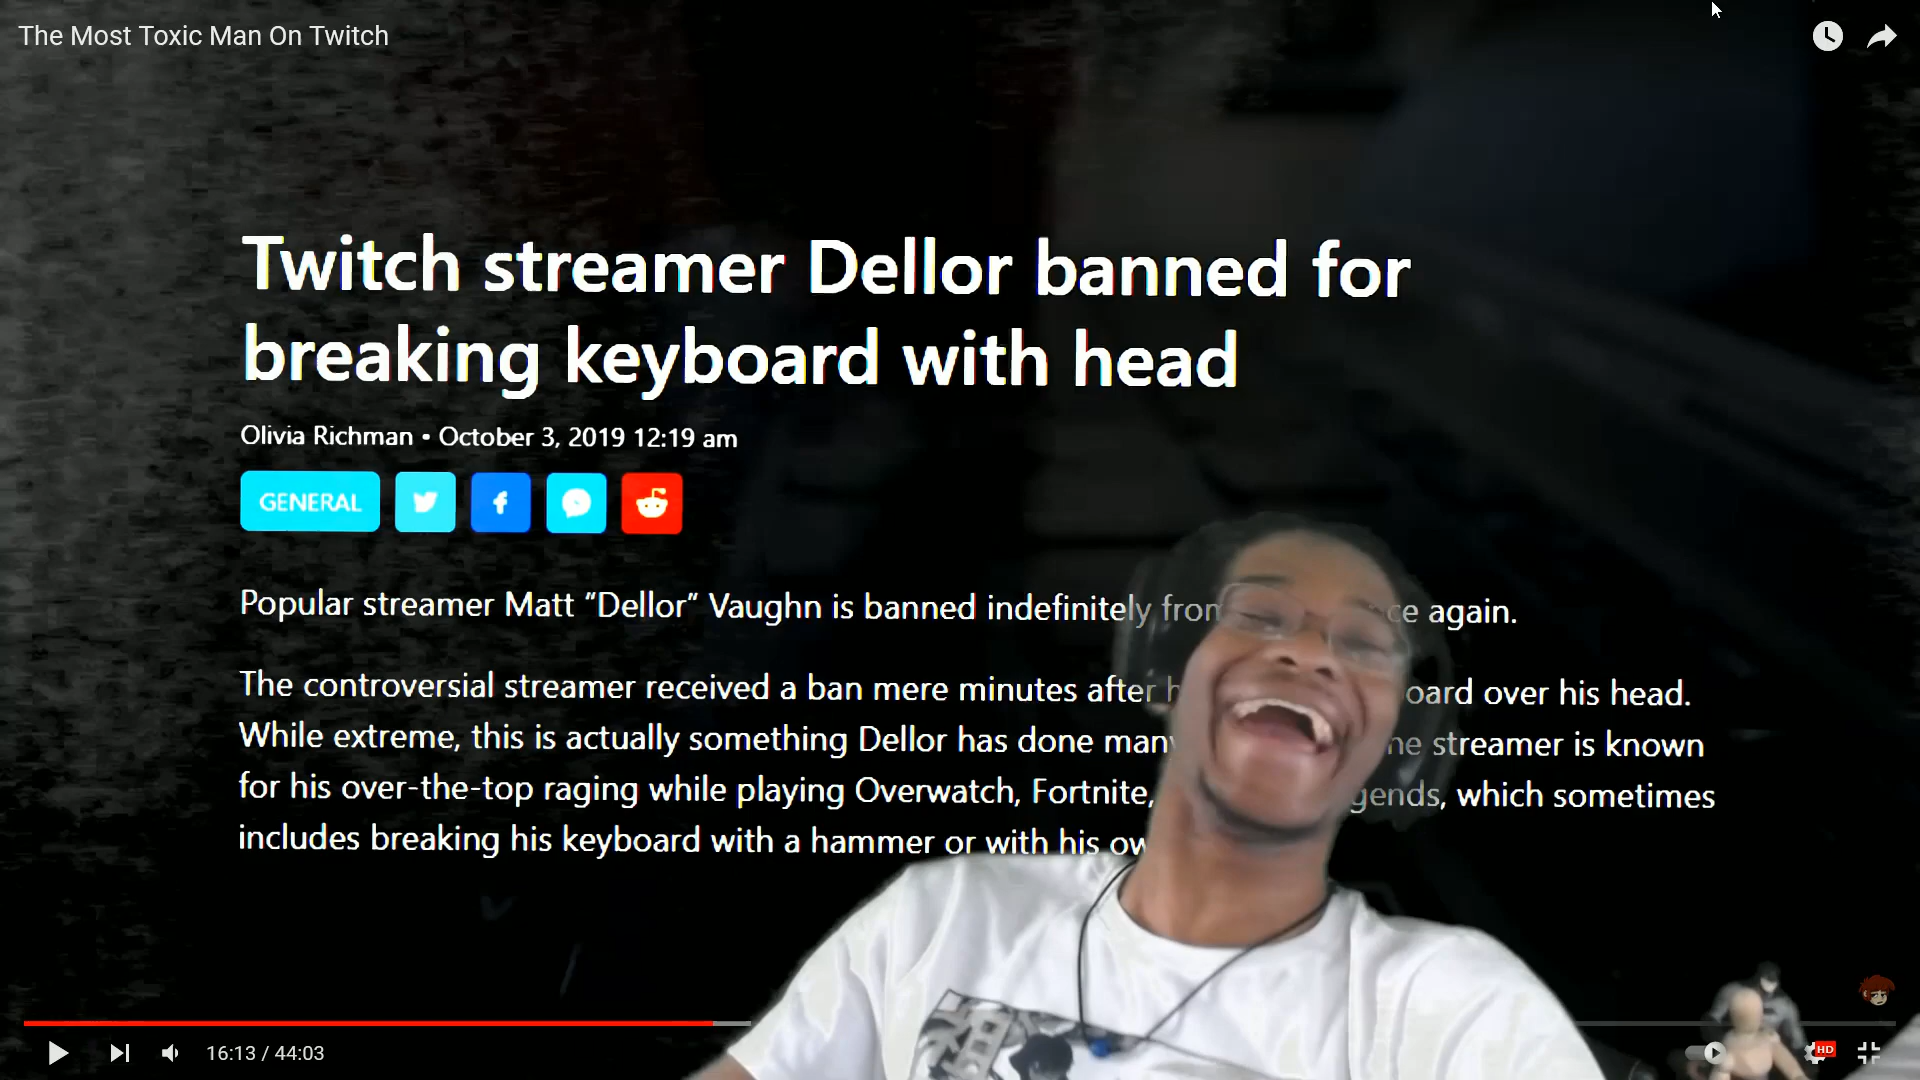 The Most Toxic Man On Twitch
Twitch streamer Dellor banned for
breaking keyboard with head
Olivia Richman • October 3, 2019 12:19 am
GENERAL
Popular streamer Matt “Dellor” Vaughn is banned indefinitely from again.
The controversial streamer received a ban mere minutes after over his head.
While extreme, this is actually something Dellor has done streamer is known
for his over-the-top raging while playing Overwatch, Fortnite, which sometimes
includes breaking his keyboard with a hammer or with his
16:13 / 44:03
HD